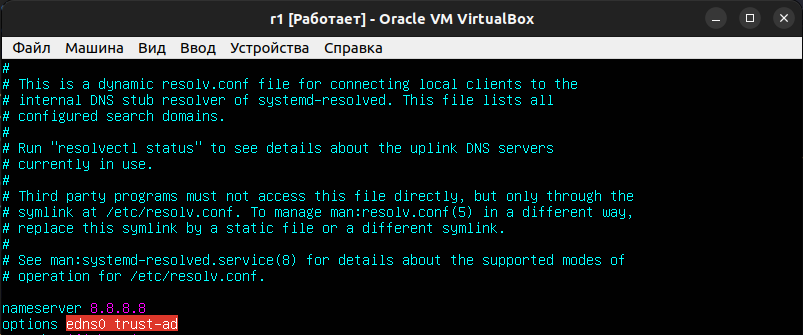 r1 [Работает] - Oracle VM VirtualBox
Файл Машина Вид Ввод Устройства Справка
#
# This is a dynamic resolv.conf file for connecting local clients to the
# internal DNS stub resolver of systemd-resolved. This file lists all
# configured search domains.
#
# Run "resolvectl status" to see details about the uplink DNS servers
# currently in use.
#
# Third party programs must not access this file directly, but only through the
# symlink at /etc/resolv.conf. To manage man:resolv.conf(5) in a different way,
# replace this symlink by a static file or a different symlink.
#
# See man:systemd-resolved.service(8) for details about the supported modes of
# operation for /etc/resolv.conf.
nameserver 8.8.8.8
options edns0 trust-ad